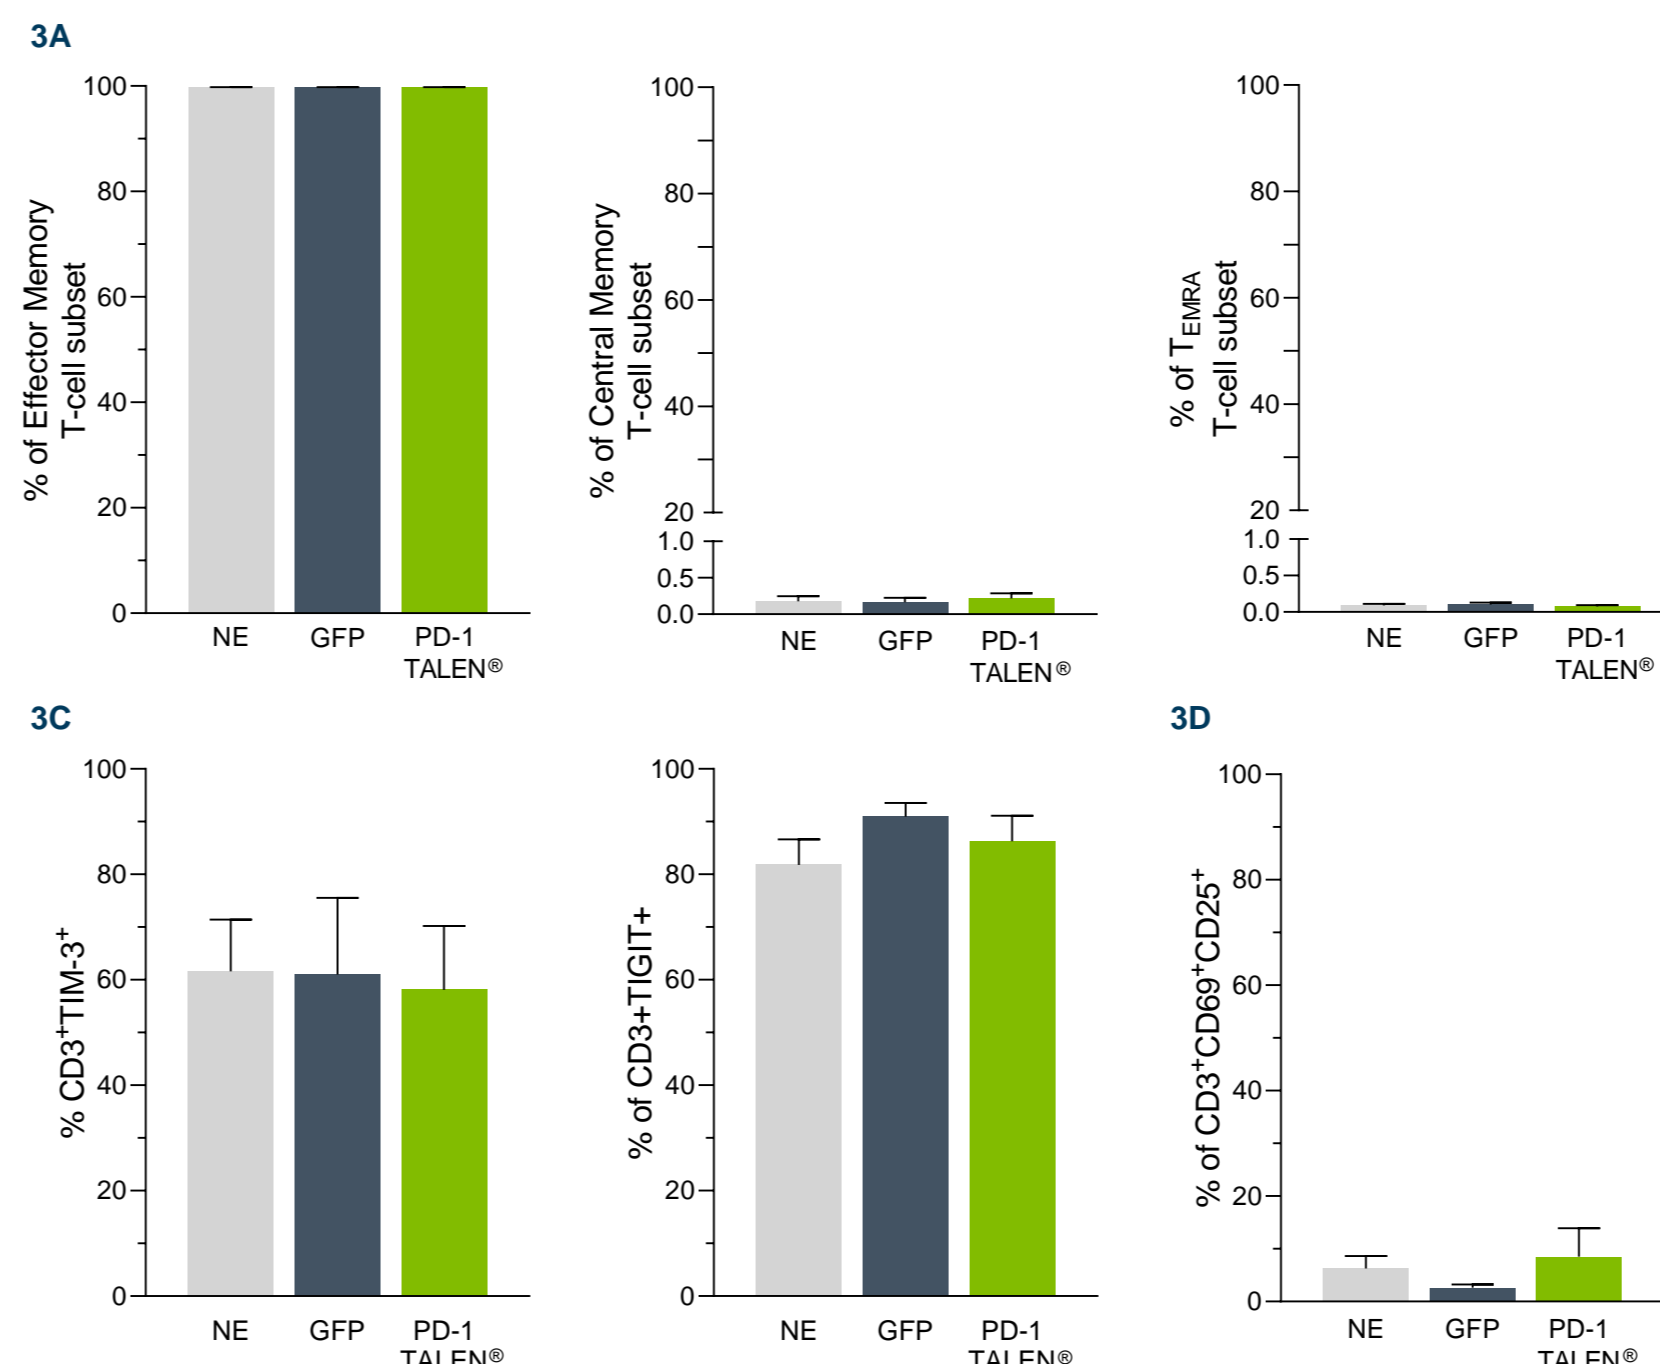 3A
% of Effector Memory
T-cell subset
100
80
60
40
20
0
NE GFP PD-1
TALEN®
% of Central Memory
T-cell subset
100
80
60
40
20
1.0
0.5
0.0
NE GFP PD-1
TALEN®
% of TEMRA
T-cell subset
100
80
60
40
20
1.0
0.5
0.0
NE GFP PD-1
TALEN®
3C
% CD3+TIM-3+
100
80
60
40
20
0
NE GFP PD-1
TALEN®
% of CD3+TIGIT+
100
80
60
40
20
0
NE GFP PD-1
TALEN®
3D
% of CD3+CD69+CD25+
100
80
60
40
20
0
NE GFP PD-1
TALEN®